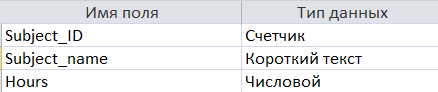 Имя поля Тип данных
Subject_ID Счетчик
Subject_name Короткий текст
Hours Числовой